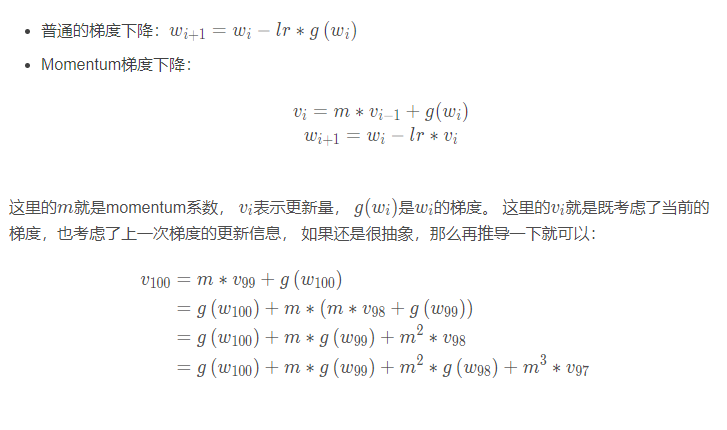 普通的梯度下降：$w_{i+1} = w_i - lr * g\left(w_i\right)$
Momentum梯度下降：
$v_i = m * v_{i-1} + g(w_i)$
$w_{i+1} = w_i - lr * v_i$
这里的$m$就是momentum系数， $v_i$表示更新量， $g(w_i)$是$w_i$的梯度。 这里的$v_i$就是既考虑了当前的
梯度，也考虑了上一次梯度的更新信息， 如果还是很抽象，那么再推导一下就可以：
$v_{100} = m * v_{99} + g\left(w_{100}\right)$
$= g\left(w_{100}\right) + m * \left(m * v_{98} + g\left(w_{99}\right)\right)$
$= g\left(w_{100}\right) + m * g\left(w_{99}\right) + m^2 * v_{98}$
$= g\left(w_{100}\right) + m * g\left(w_{99}\right) + m^2 * g\left(w_{98}\right) + m^3 * v_{97}$